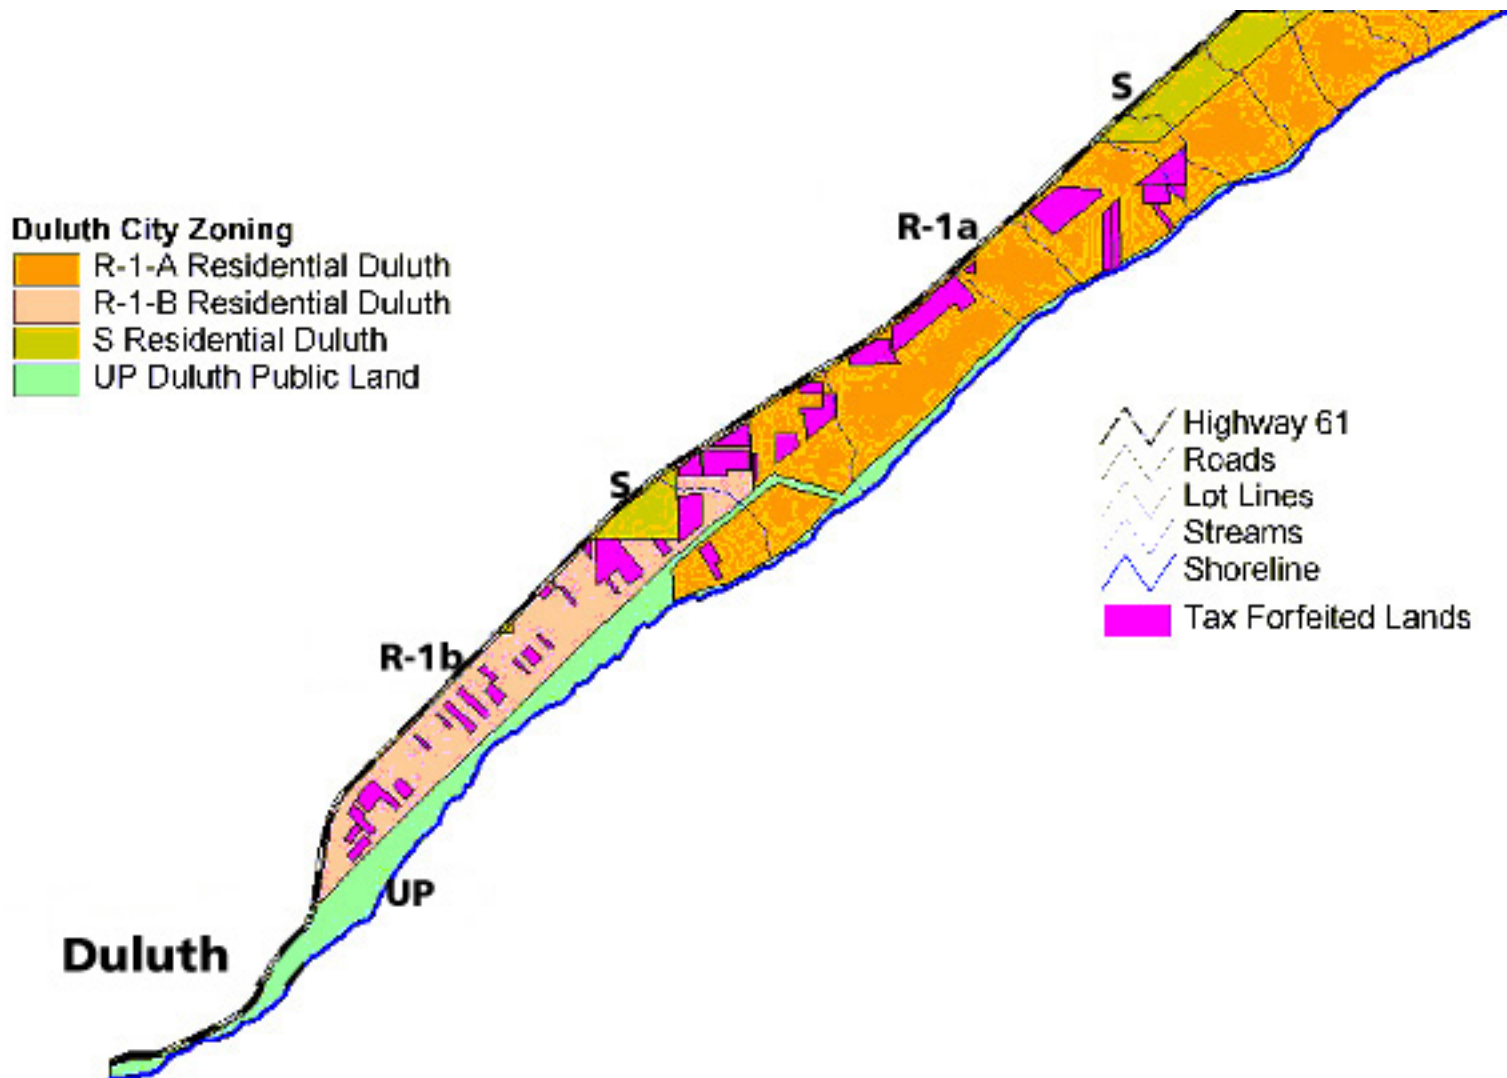 S
R-1a
Duluth City Zoning
R-1-A Residential Duluth
R-1-B Residential Duluth
S Residential Duluth
UP Duluth Public Land
Highway 61
Roads
Lot Lines
Streams
Shoreline
Tax Forfeited Lands
S
R-1b
UP
Duluth